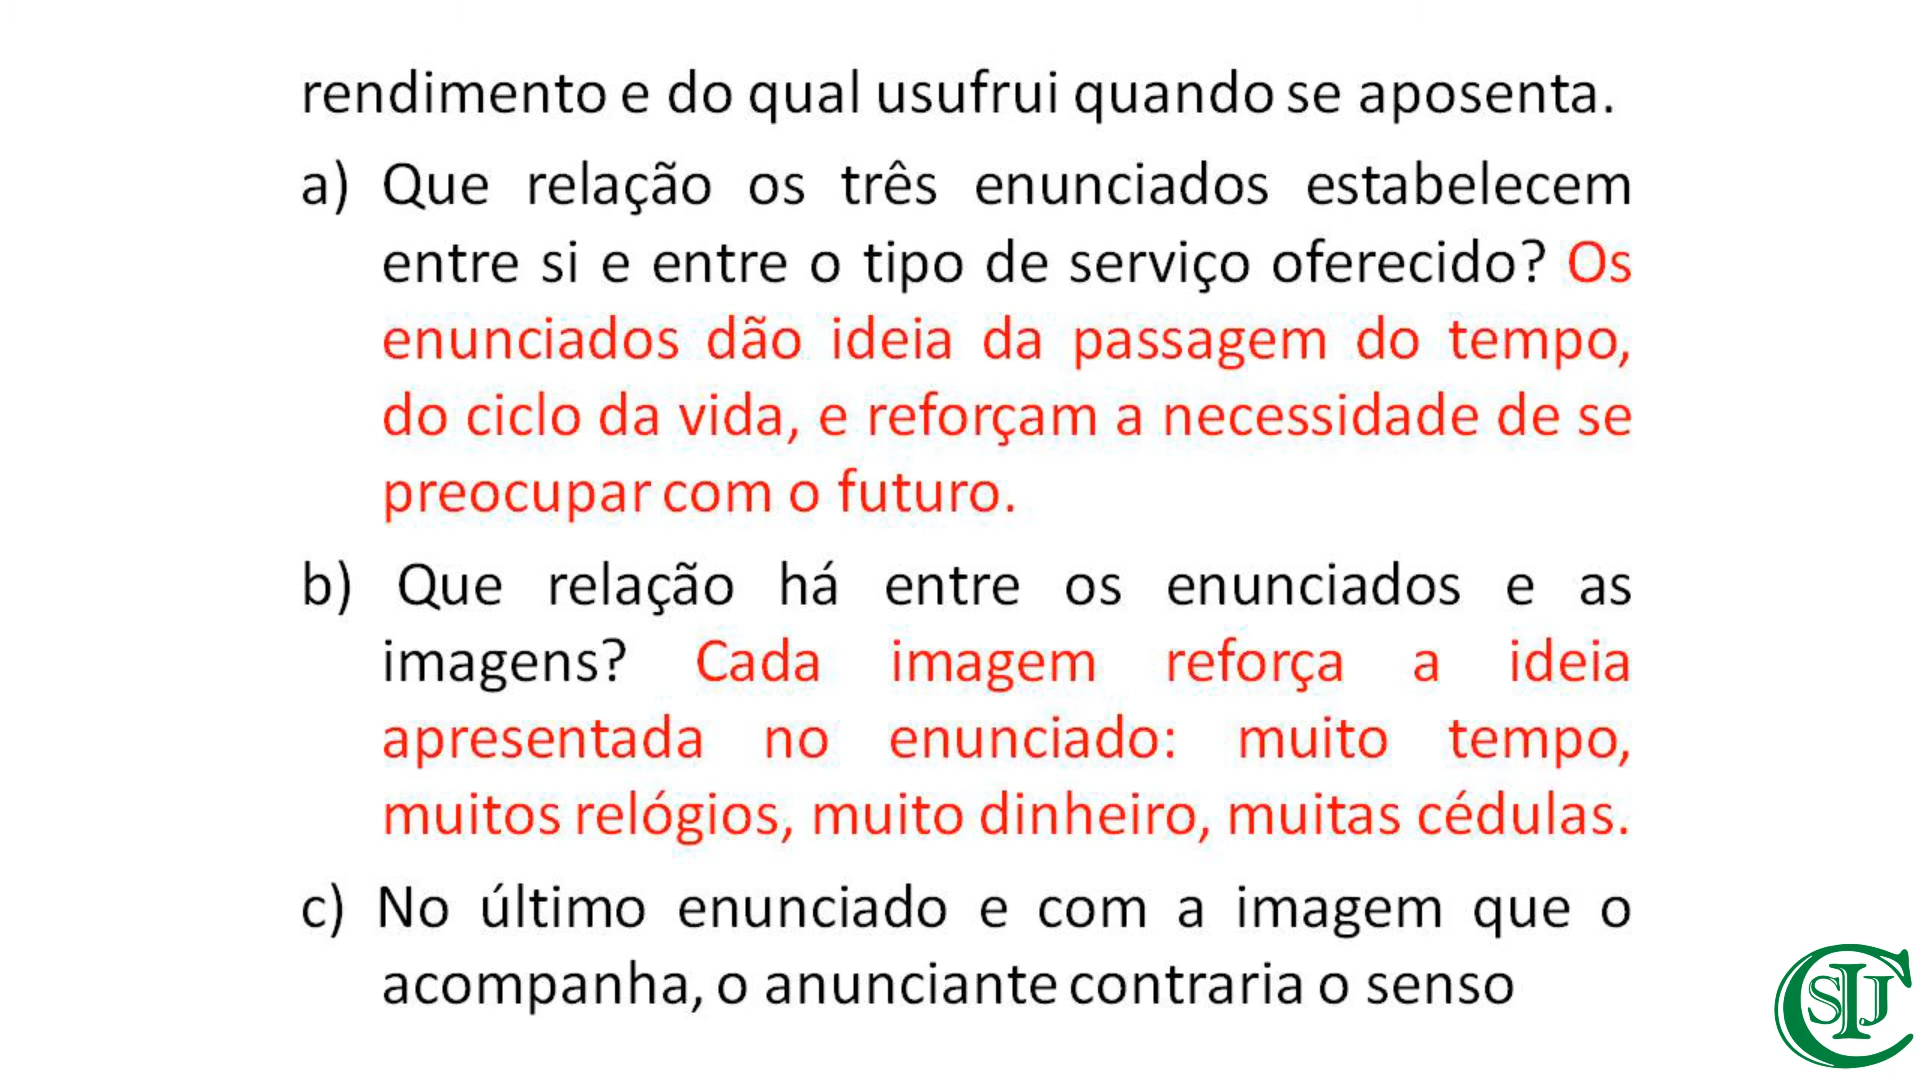 rendimento e do qual usufrui quando se aposenta.
a) Que relação os três enunciados estabelecem
entre si e entre o tipo de serviço oferecido? Os
enunciados dão ideia da passagem do tempo,
do ciclo da vida, e reforçam a necessidade de se
preocupar com o futuro.
b) Que relação há entre os enunciados e as
imagens? Cada imagem reforça a ideia
apresentada no enunciado: muito tempo,
muitos relógios, muito dinheiro, muitas cédulas.
c) No último enunciado e com a imagem que o
acompanha, o anunciante contraria o senso